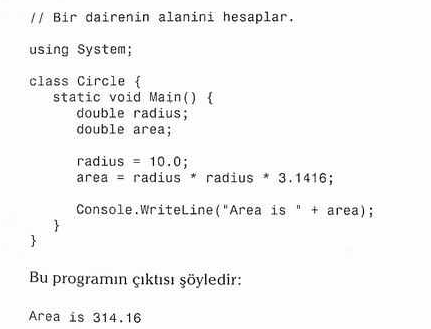 // Bir dairenin alanini hesaplar.
using System;
class Circle {
static void Main() {
double radius;
double area;
radius = 10.0;
area = radius * radius * 3.1416;
Console.WriteLine("Area is " + area);
}
}
Bu programın çıktısı şöyledir:
Area is 314.16